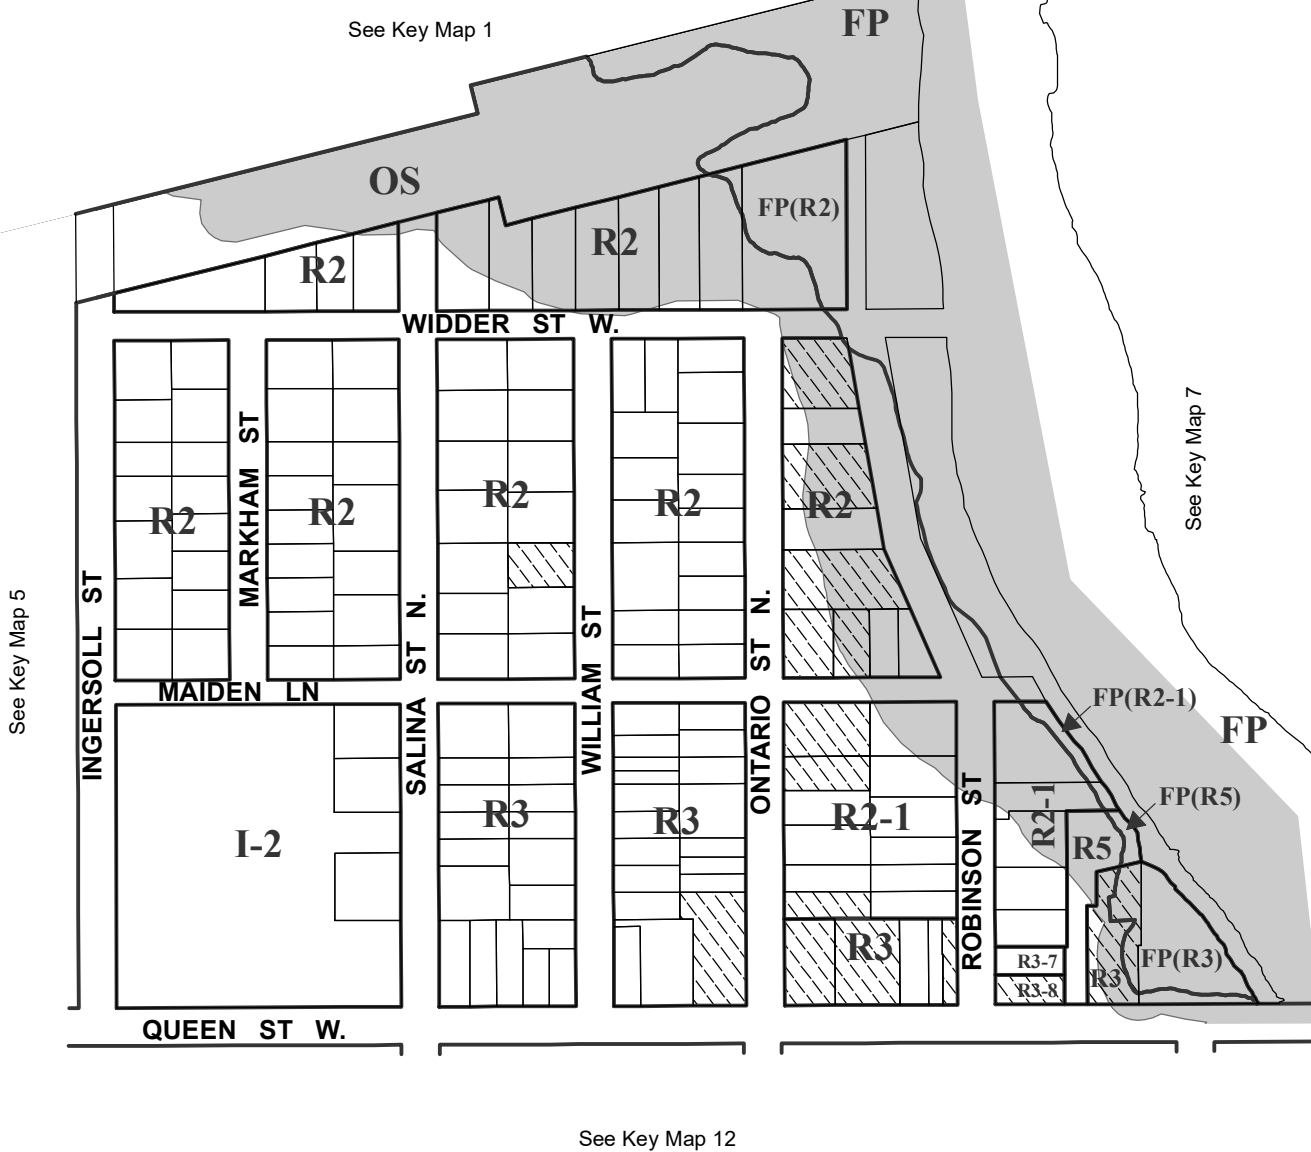 See Key Map 1
FP
OS
FP(R2)
R2
R2
WIDDER ST W.
See Key Map 7
MARKHAM ST
R2
R2
R2
R2
R2
See Key Map 5
INGERSOLL ST
SALINA ST N.
WILLIAM ST
ONTARIO ST N.
MAIDEN LN
FP(R2-1)
FP
FP(R5)
R2-1
R5
I-2
R3
R3
R2-1
ROBINSON ST
R3
R3-7
R3-8
R3
FP(R3)
QUEEN ST W.
See Key Map 12